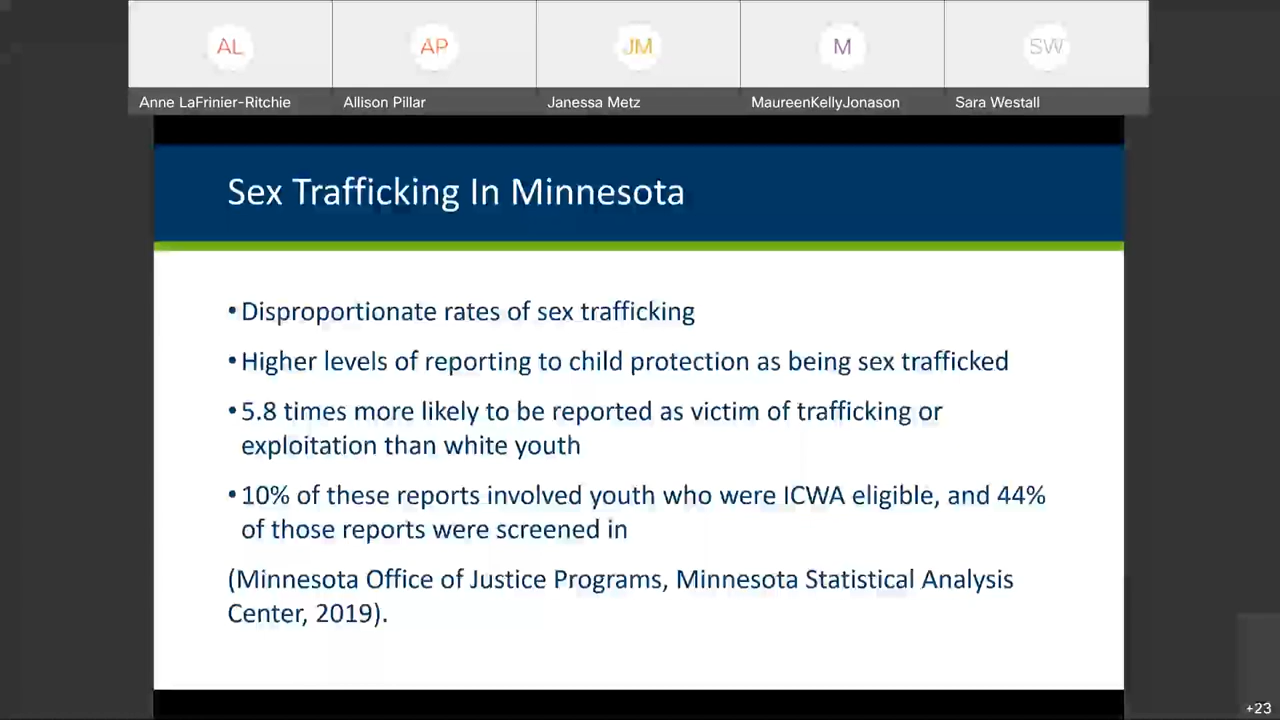 AL AP JM M SW
Anne LaFrinier-Ritchie Allison Pillar Janessa Metz MaureenKellyJonason Sara Westall
Sex Trafficking In Minnesota
•Disproportionate rates of sex trafficking
•Higher levels of reporting to child protection as being sex trafficked
•5.8 times more likely to be reported as victim of trafficking or
exploitation than white youth
•10% of these reports involved youth who were ICWA eligible, and 44%
of those reports were screened in
(Minnesota Office of Justice Programs, Minnesota Statistical Analysis
Center, 2019).
+23